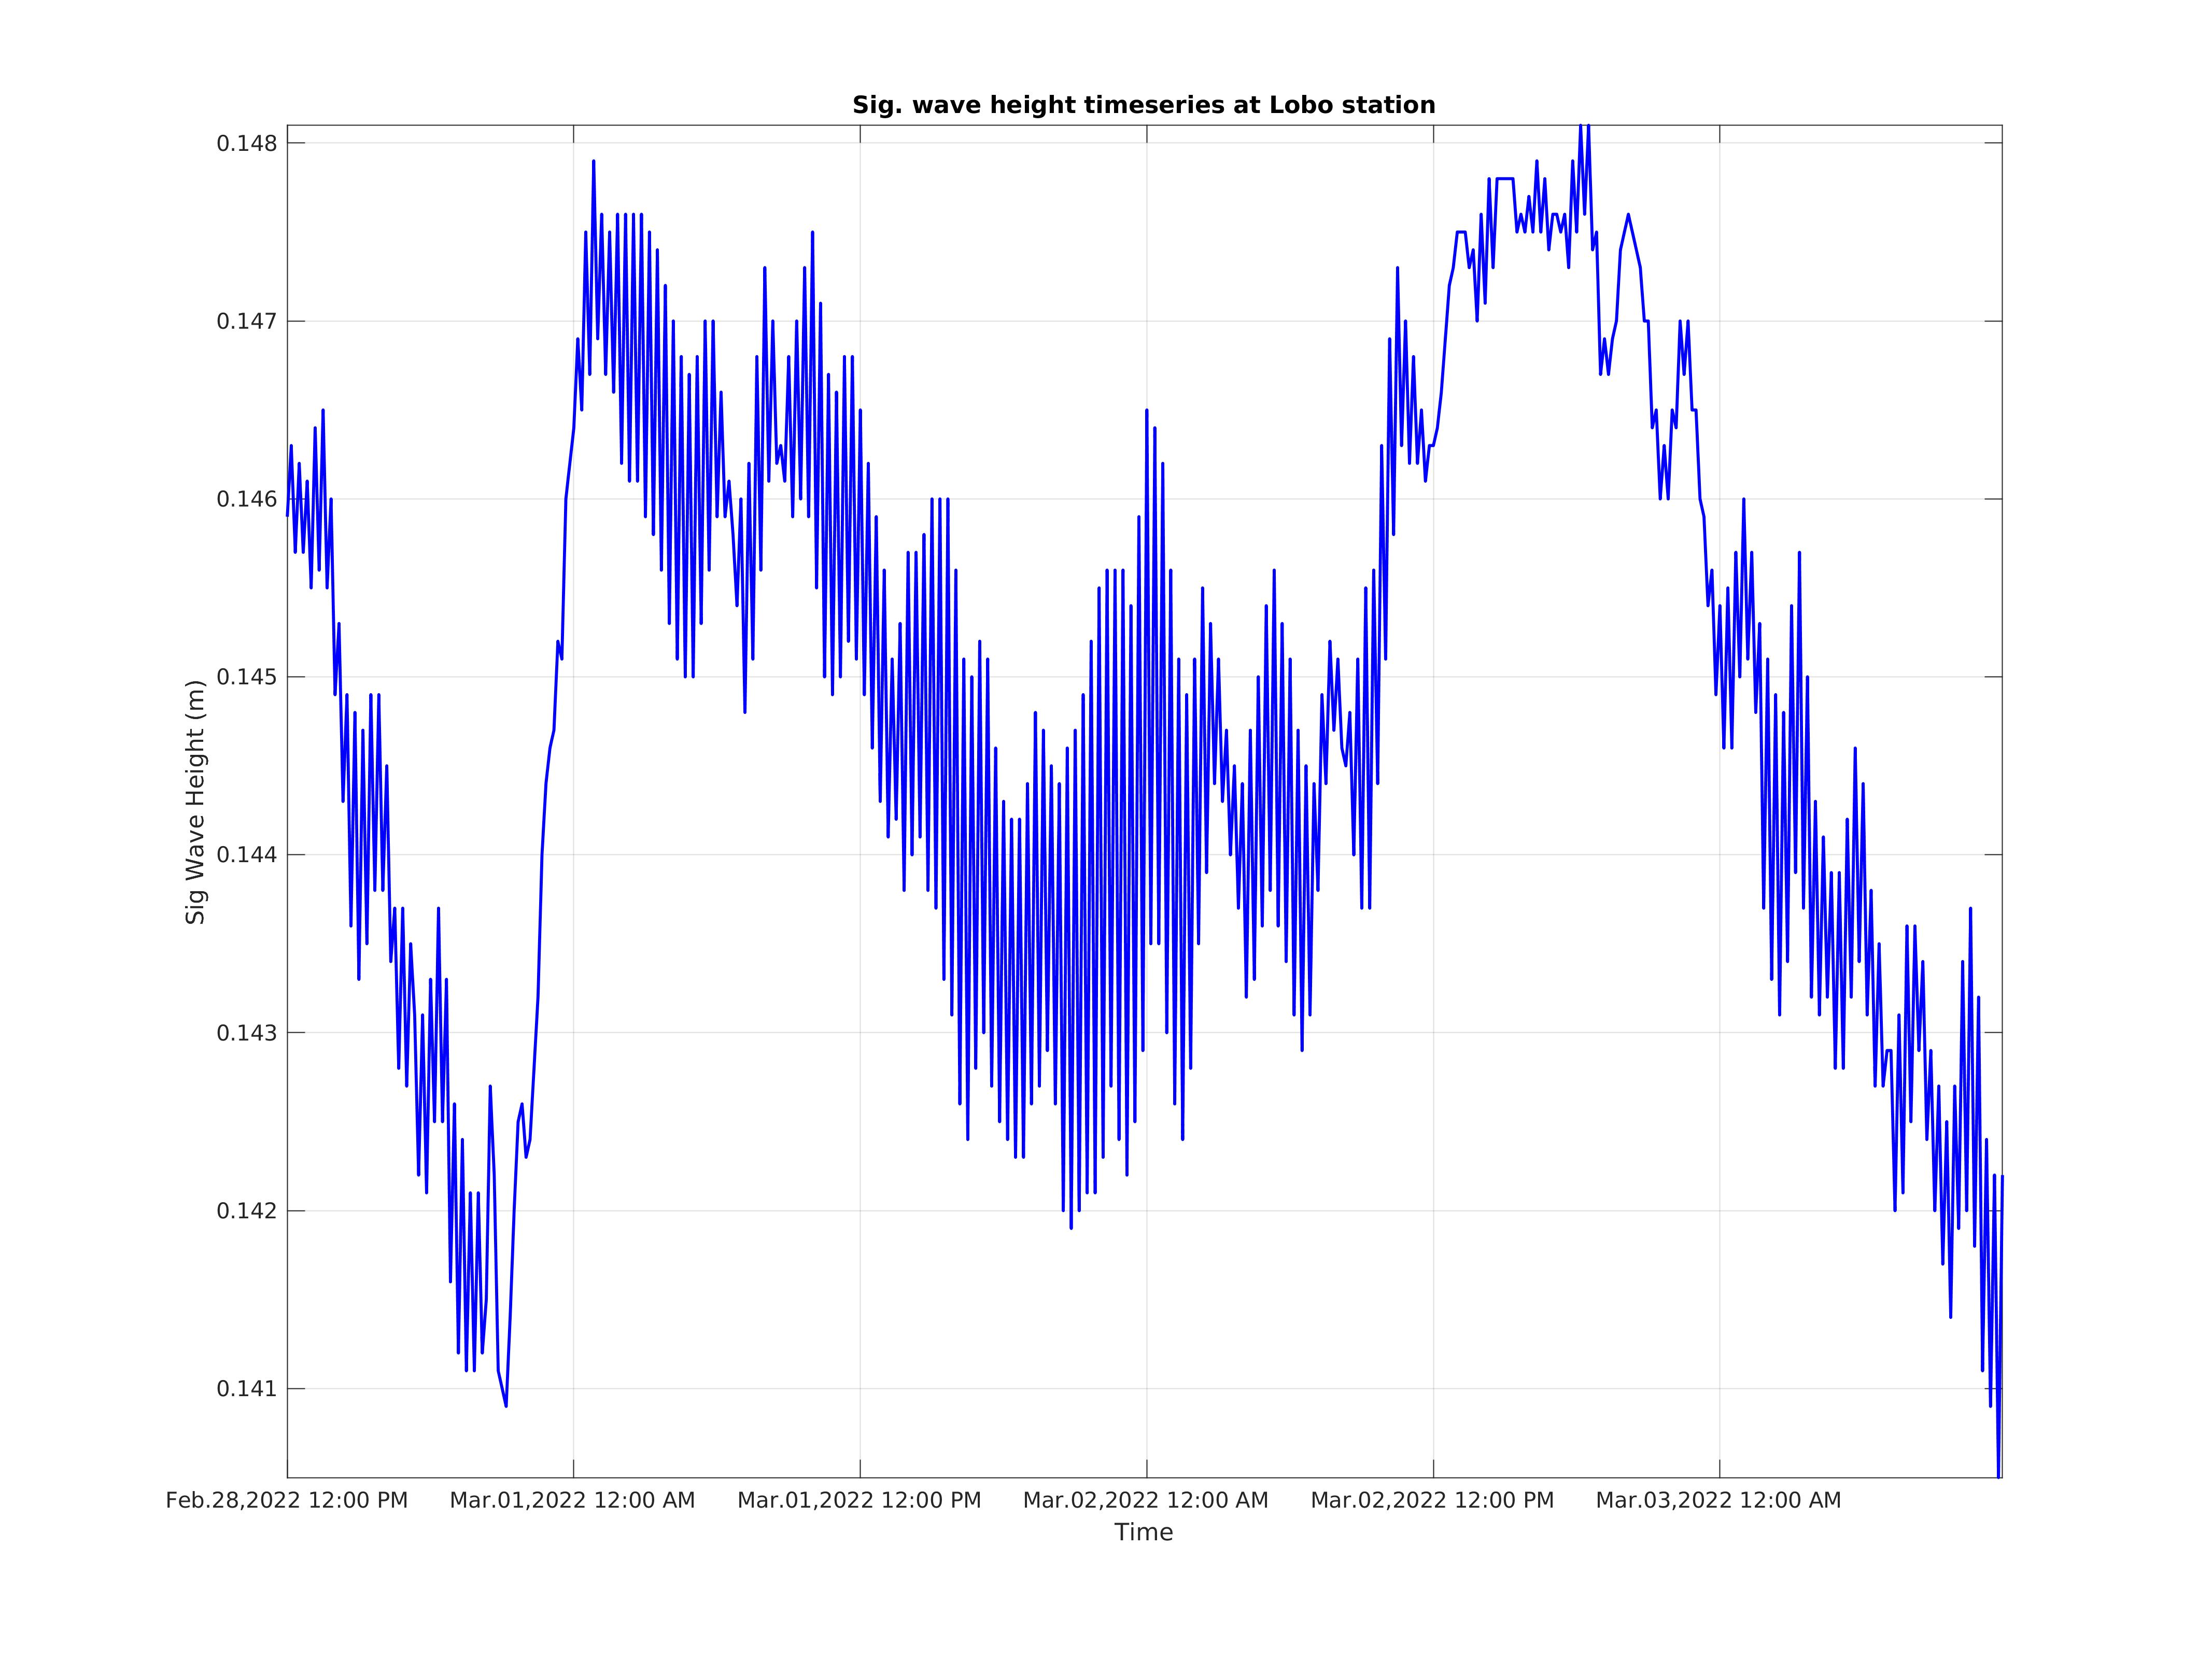 Sig. wave height timeseries at Lobo station
0.148
0.147
0.146
0.145
0.144
0.143
0.142
0.141
Sig Wave Height (m)
Feb.28,2022 12:00 PM Mar.01,2022 12:00 AM Mar.01,2022 12:00 PM Mar.02,2022 12:00 AM Mar.02,2022 12:00 PM Mar.03,2022 12:00 AM
Time